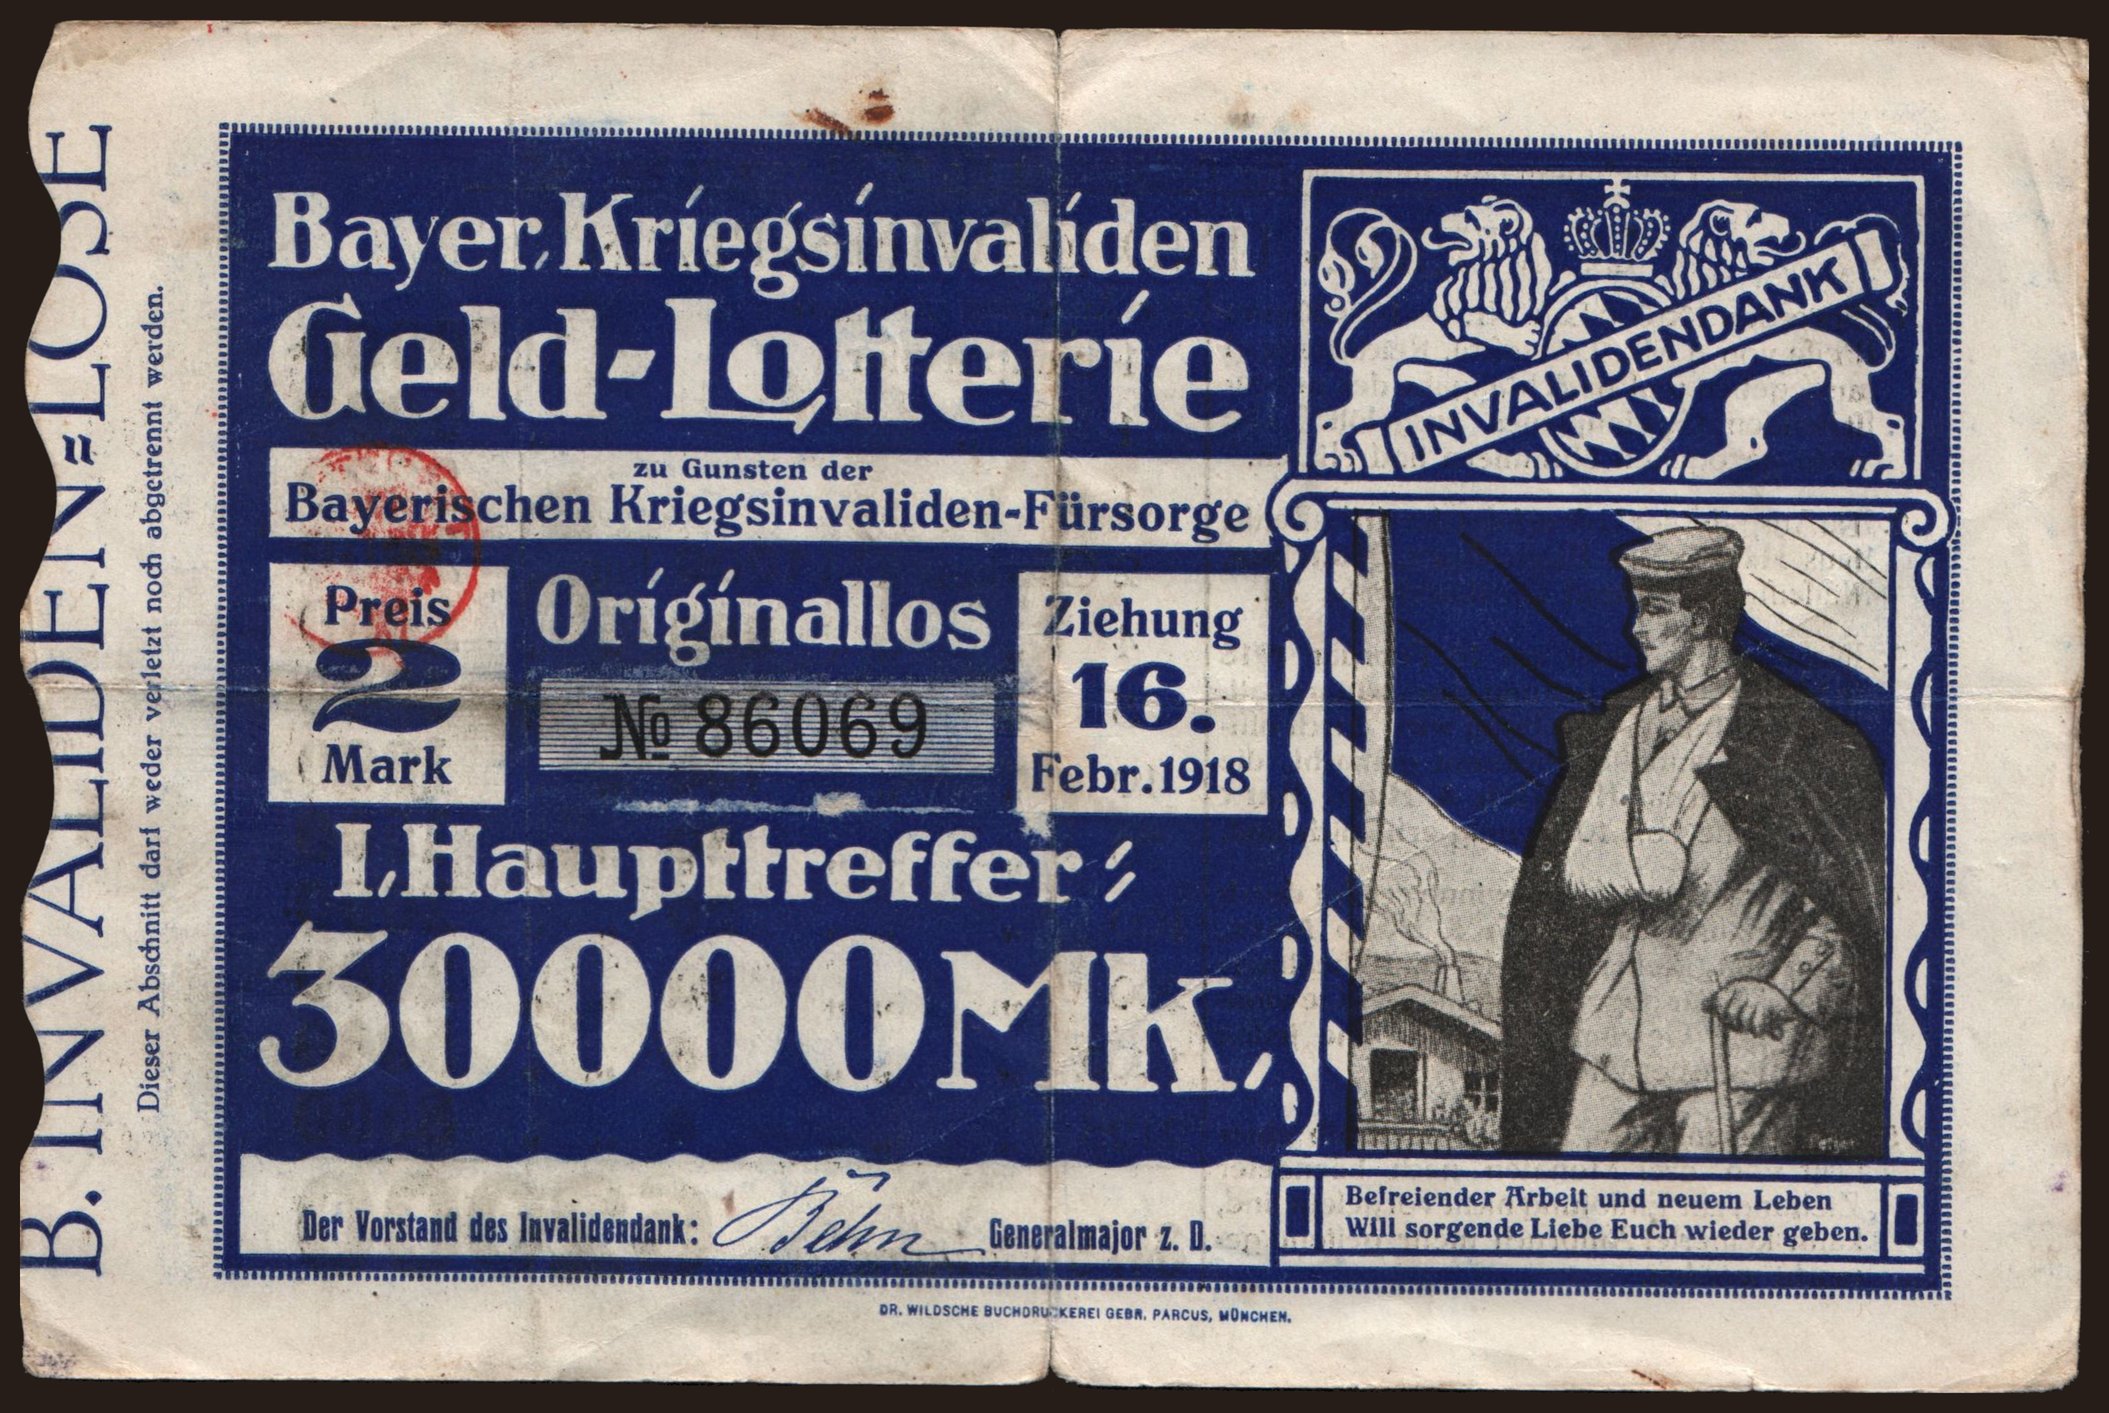 B. INVALIDEN=LOSE
Dieser Abschnitt darf weder verletzt noch abgetrennt werden.
Bayer. Kriegsinvaliden
Geld-Lotterie
zu Gunsten der
Bayerischen Kriegsinvaliden-Fürsorge
Preis
2
Mark
Originallos
№ 86069
Ziehung
16.
Febr. 1918
1. Haupttreffer:
30000 Mk.
Der Vorstand des Invalidendank: Behn Generalmajor z. D.
INVALIDENDANK
Befreiender Arbeit und neuem Leben
Will sorgende Liebe Euch wieder geben.
DR. WILDSCHE BUCHDRUCKEREI GEBR. PARCUS, MÜNCHEN.